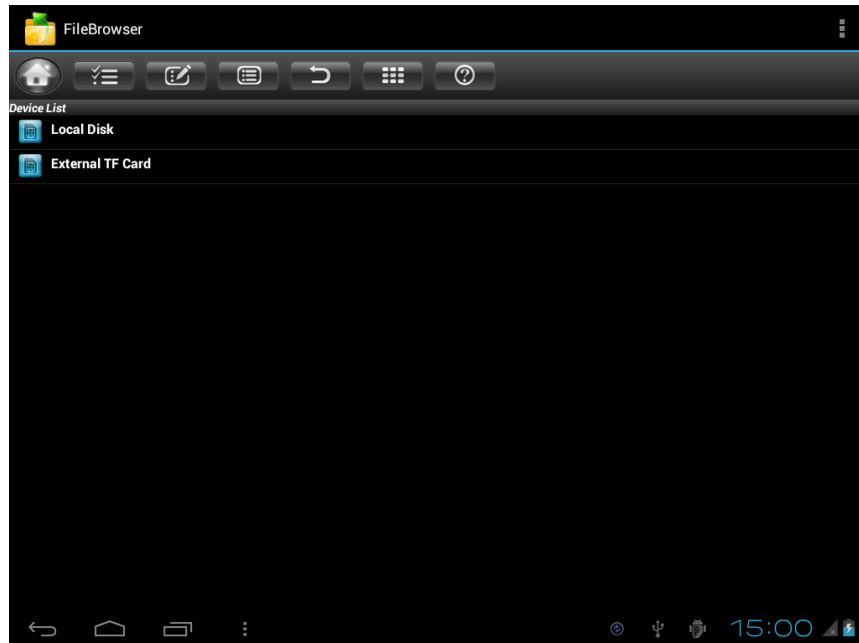 FileBrowser
Device List
Local Disk
External TF Card
15:00